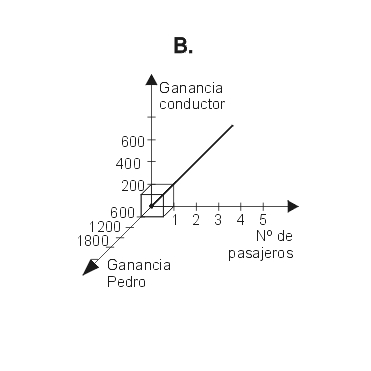 B.
Ganancia
conductor
600
400
200
600
1200
1800
1 2 3 4 5
Nº de
pasajeros
Ganancia
Pedro